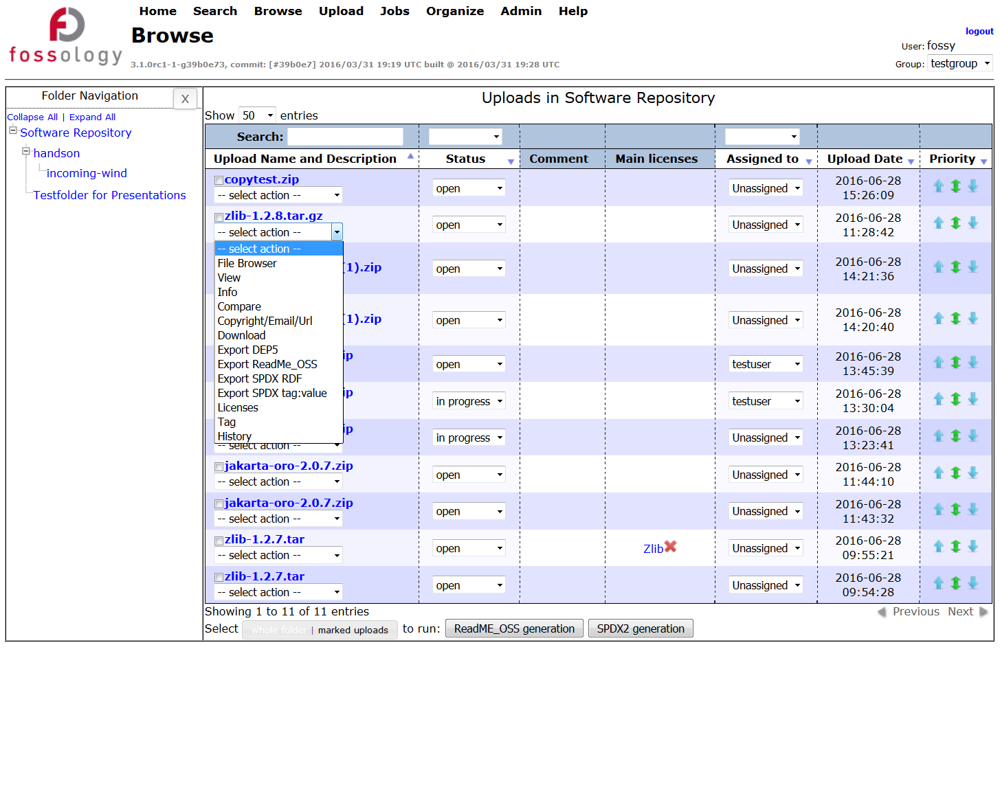 Home Search Browse Upload Jobs Organize Admin Help
fossology
Browse
logout
User: fossy
3.1.0rc1-1-g39b0e73, commit: [#39b0e7] 2016/03/31 19:19 UTC built @ 2016/03/31 19:28 UTC
Group: testgroup
Folder Navigation X
Collapse All | Expand All
Software Repository
handson
incoming-wind
Testfolder for Presentations
Uploads in Software Repository
Show 50 entries
Search:
Upload Name and Description Status Comment Main licenses Assigned to Upload Date Priority
copytest.zip
-- select action -- open Unassigned 2016-06-28 15:26:09
zlib-1.2.8.tar.gz
-- select action -- open Unassigned 2016-06-28 11:28:42
-- select action --
File Browser
View
Info
Compare
Copyright/Email/Url
Download
Export DEP5
Export ReadMe_OSS
Export SPDX RDF
Export SPDX tag:value
Licenses
Tag
History
(1).zip open Unassigned 2016-06-28 14:21:36
(1).zip open Unassigned 2016-06-28 14:20:40
ip open testuser 2016-06-28 13:45:39
ip in progress testuser 2016-06-28 13:30:04
ip in progress Unassigned 2016-06-28 13:23:41
-- select action --
jakarta-oro-2.0.7.zip
-- select action -- open Unassigned 2016-06-28 11:44:10
jakarta-oro-2.0.7.zip
-- select action -- open Unassigned 2016-06-28 11:43:32
zlib-1.2.7.tar
-- select action -- open Zlib Unassigned 2016-06-28 09:55:21
zlib-1.2.7.tar
-- select action -- open Unassigned 2016-06-28 09:54:28
Showing 1 to 11 of 11 entries Previous Next
Select whole folder | marked uploads to run: ReadME_OSS generation SPDX2 generation